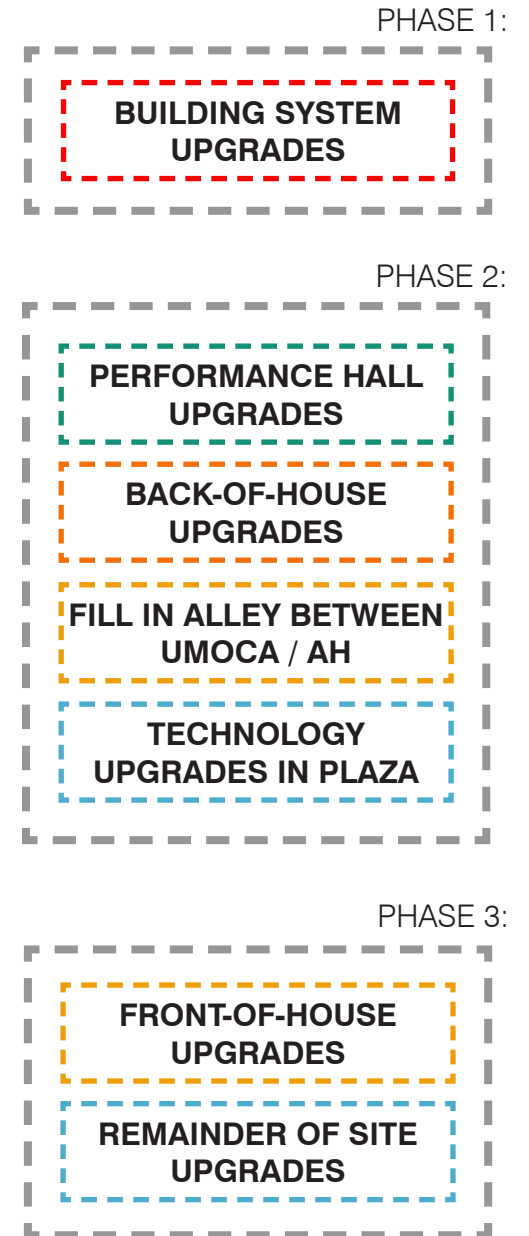 PHASE 1:
BUILDING SYSTEM
UPGRADES
PHASE 2:
PERFORMANCE HALL
UPGRADES
BACK-OF-HOUSE
UPGRADES
FILL IN ALLEY BETWEEN
UMOCA / AH
TECHNOLOGY
UPGRADES IN PLAZA
PHASE 3:
FRONT-OF-HOUSE
UPGRADES
REMAINDER OF SITE
UPGRADES